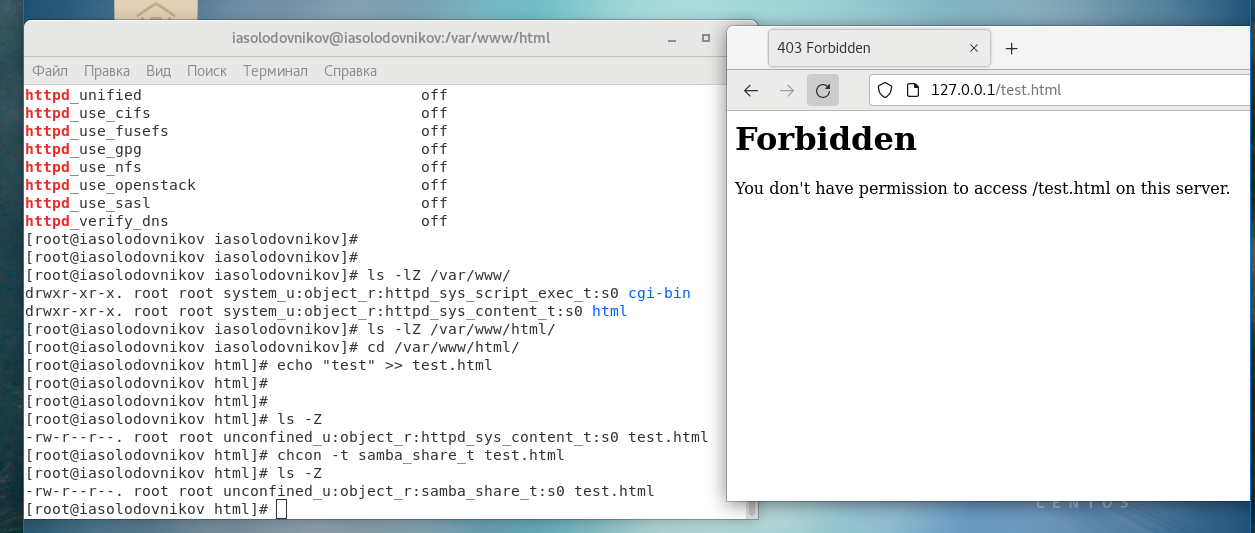 iasolodovnikov@iasolodovnikov:/var/www/html
Файл Правка Вид Поиск Терминал Справка
httpd_unified off
httpd_use_cifs off
httpd_use_fusefs off
httpd_use_gpg off
httpd_use_nfs off
httpd_use_openstack off
httpd_use_sasl off
httpd_verify_dns off
[root@iasolodovnikov iasolodovnikov]#
[root@iasolodovnikov iasolodovnikov]#
[root@iasolodovnikov iasolodovnikov]# ls -lZ /var/www/
drwxr-xr-x. root root system_u:object_r:httpd_sys_script_exec_t:s0 cgi-bin
drwxr-xr-x. root root system_u:object_r:httpd_sys_content_t:s0 html
[root@iasolodovnikov iasolodovnikov]# ls -lZ /var/www/html/
[root@iasolodovnikov iasolodovnikov]# cd /var/www/html/
[root@iasolodovnikov html]# echo "test" >> test.html
[root@iasolodovnikov html]#
[root@iasolodovnikov html]#
[root@iasolodovnikov html]# ls -Z
-rw-r--r--. root root unconfined_u:object_r:httpd_sys_content_t:s0 test.html
[root@iasolodovnikov html]# chcon -t samba_share_t test.html
[root@iasolodovnikov html]# ls -Z
-rw-r--r--. root root unconfined_u:object_r:samba_share_t:s0 test.html
[root@iasolodovnikov html]#
403 Forbidden
127.0.0.1/test.html
Forbidden
You don't have permission to access /test.html on this server.
CENTOS